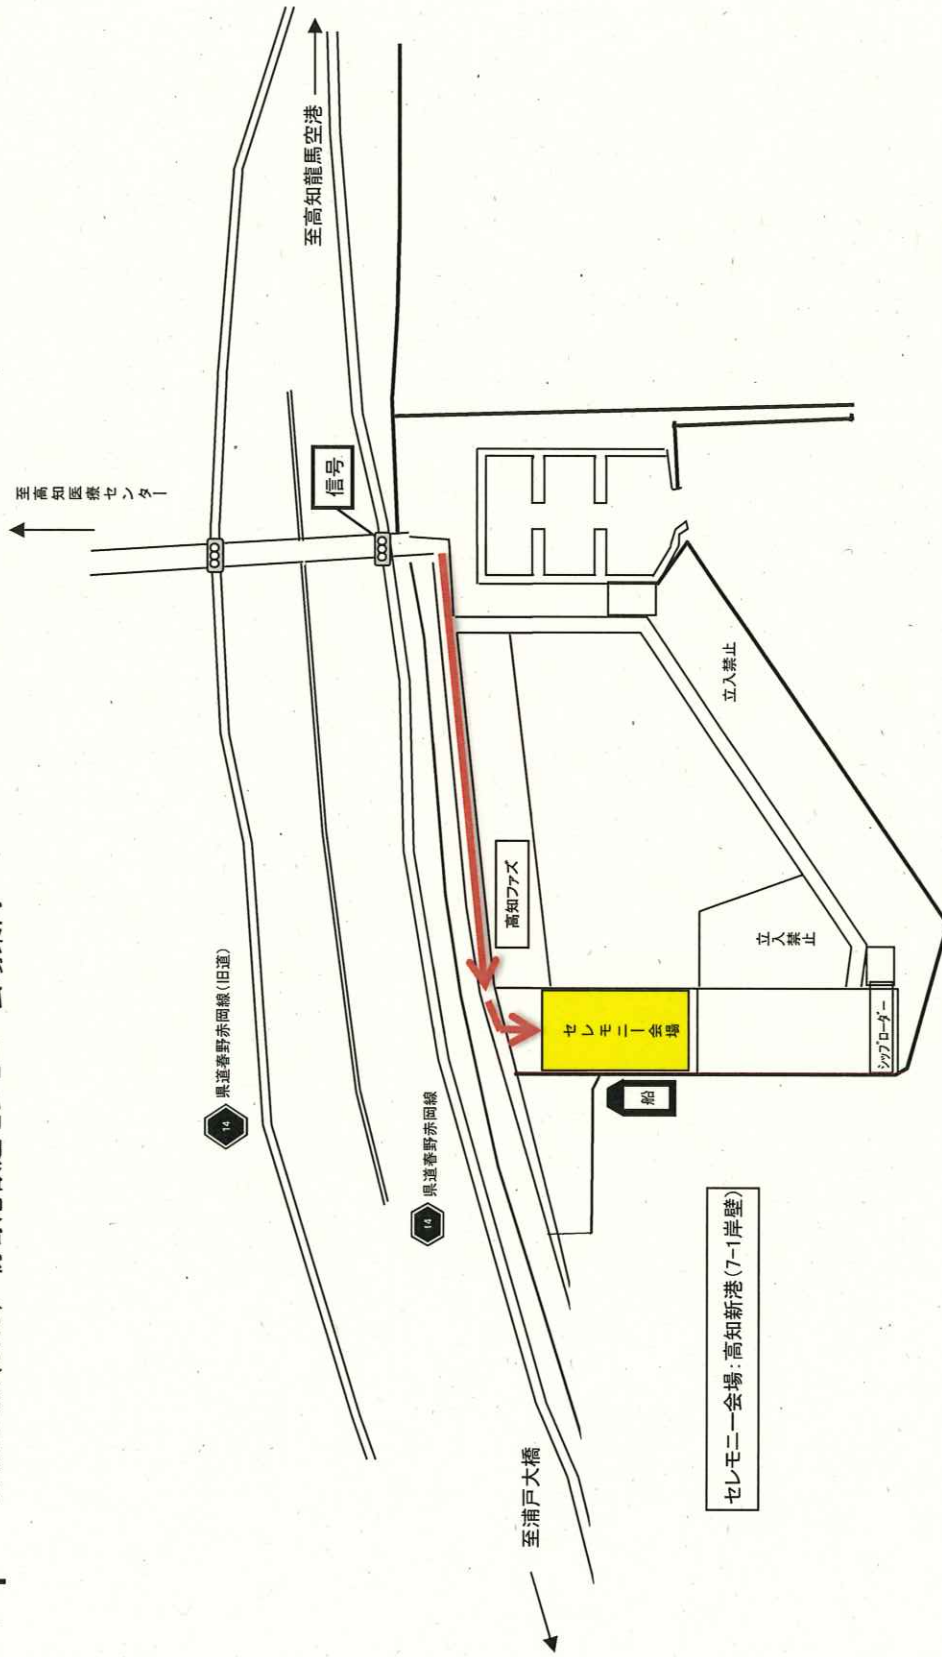 至高知医療センター
至高知龍馬空港
信号
14
県道春野赤岡線(旧道)
14
県道春野赤岡線
高知ファズ
立入禁止
立入
禁止
セレモニー会
場
シップローダー
船
至浦戸大橋
セレモニー会場:高知新港(7-1岸壁)